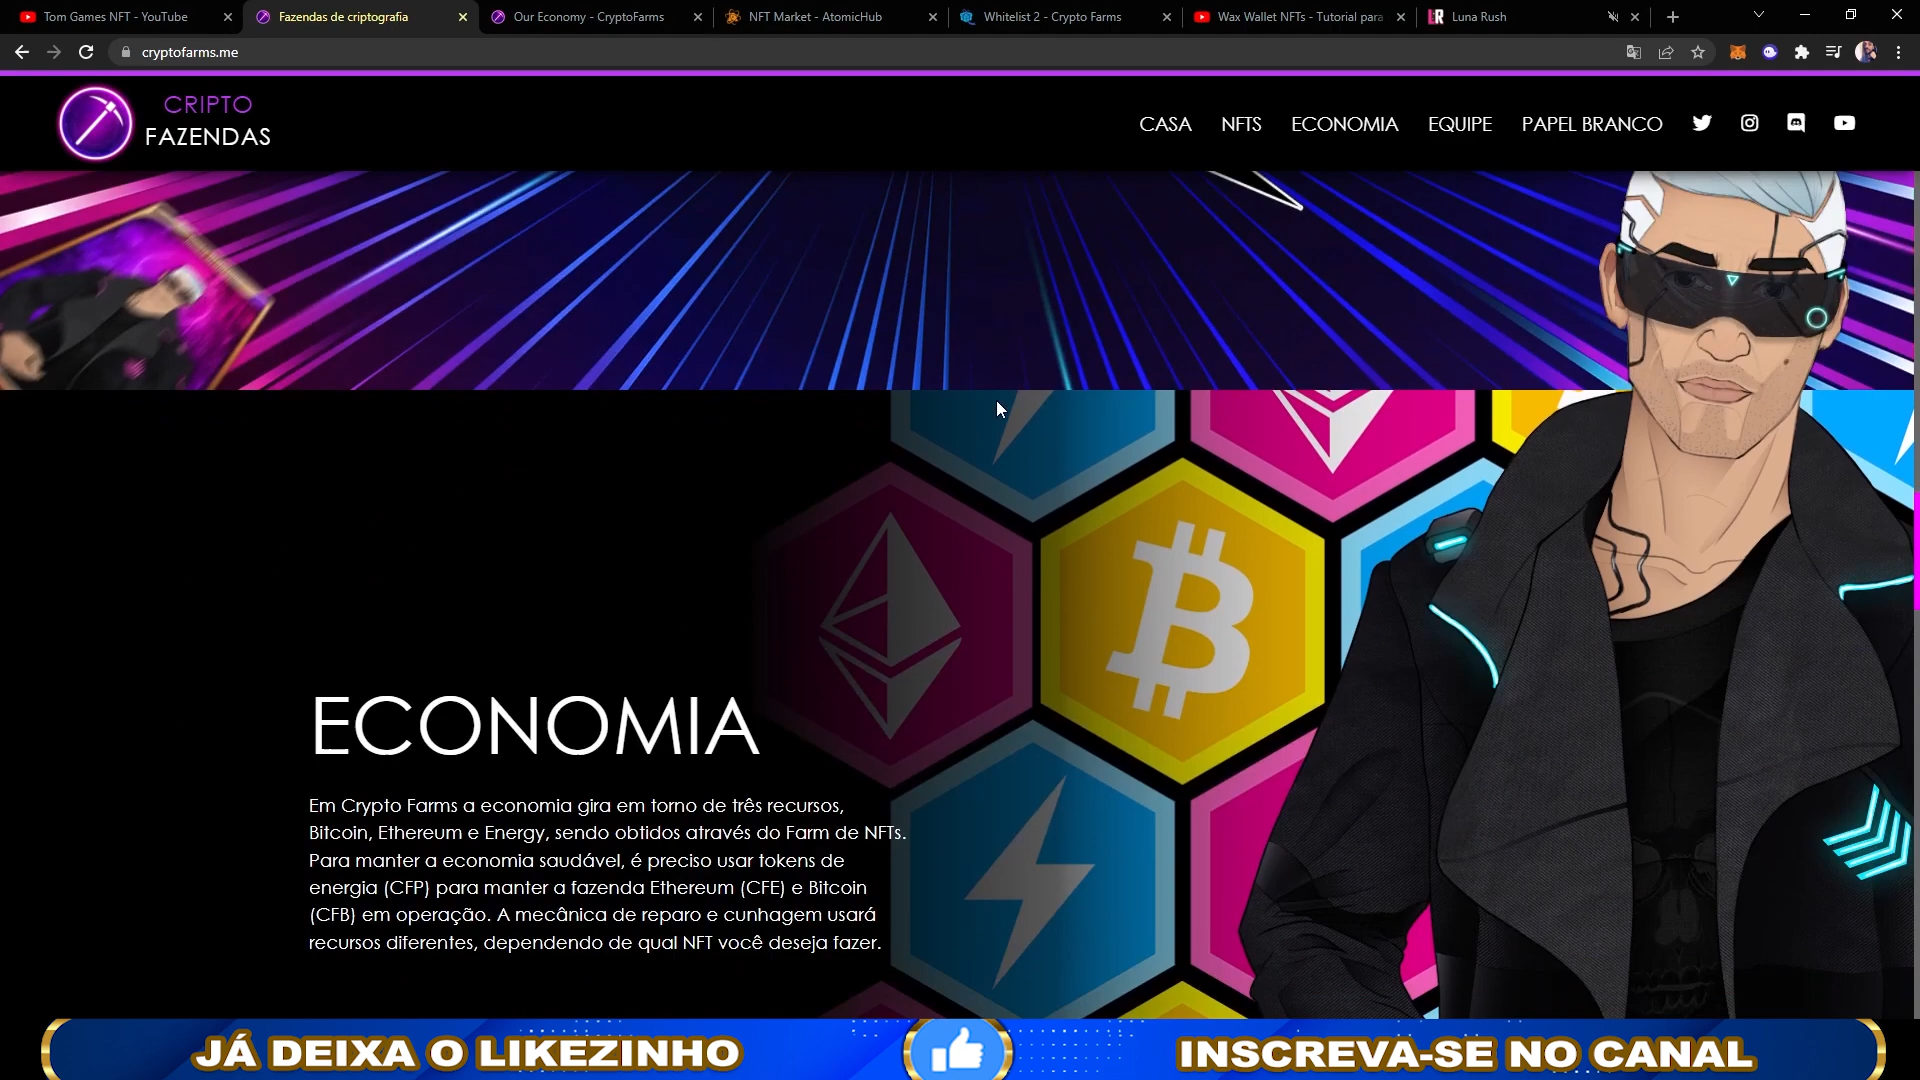 Tom Games NFT - YouTube
Fazendas de criptografia
Our Economy - CryptoFarms
NFT Market - AtomicHub
Whitelist 2 - Crypto Farms
Wax Wallet NFTs - Tutorial para
Luna Rush
cryptofarms.me
CRIPTO
FAZENDAS
CASA NFTS ECONOMIA EQUIPE PAPEL BRANCO
ECONOMIA
Em Crypto Farms a economia gira em torno de três recursos,
Bitcoin, Ethereum e Energy, sendo obtidos através do Farm de NFTs.
Para manter a economia saudável, é preciso usar tokens de
energia (CFP) para manter a fazenda Ethereum (CFE) e Bitcoin
(CFB) em operação. A mecânica de reparo e cunhagem usará
recursos diferentes, dependendo de qual NFT você deseja fazer.
JÁ DEIXA O LIKEZINHO
INSCREVA-SE NO CANAL